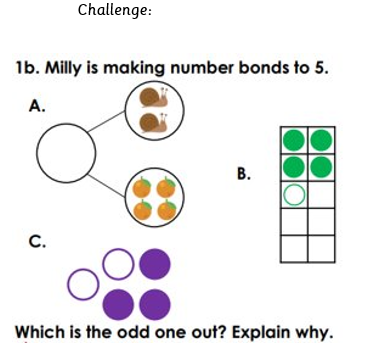 Challenge:
1b. Milly is making number bonds to 5.
A.
B.
C.
Which is the odd one out? Explain why.